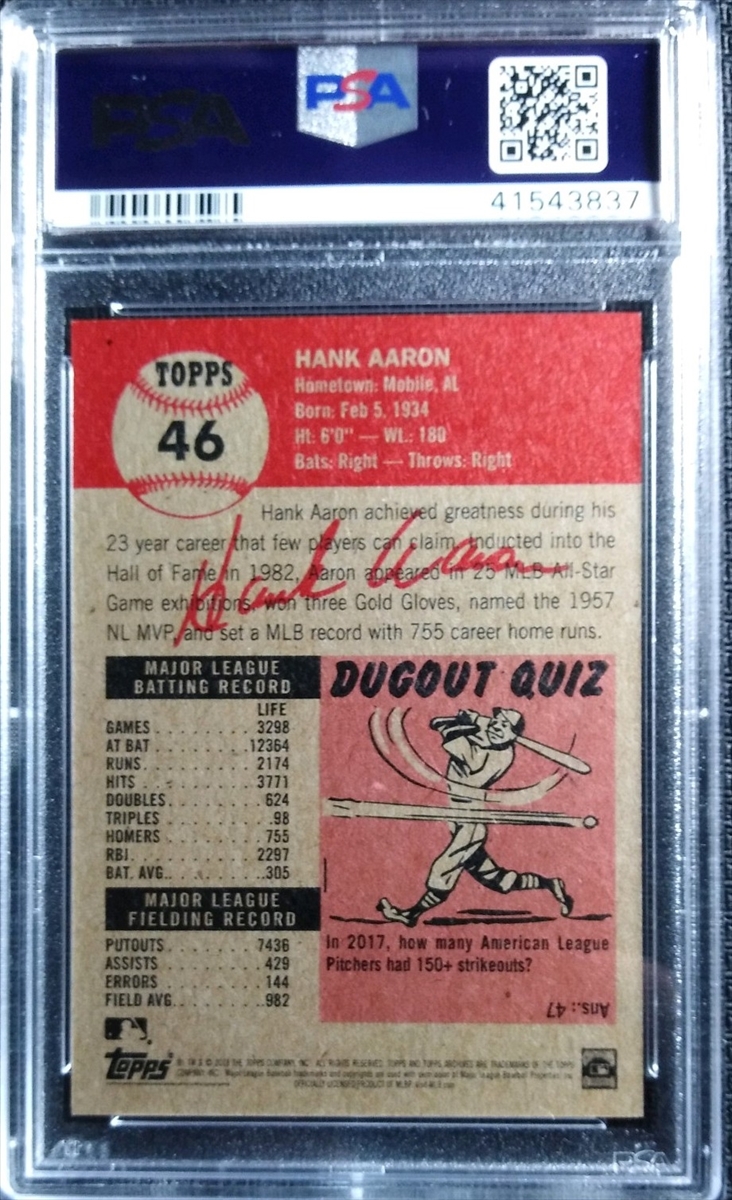 PSA
PSA
41543837
TOPPS
46
HANK AARON
Hometown: Mobile, AL
Born: Feb 5, 1934
Ht: 6'0" — Wt.: 180
Bats: Right — Throws: Right
Hank Aaron achieved greatness during his
23 year career that few players can claim. Inducted into the
Hall of Fame in 1982, Aaron appeared in 25 MLB All-Star
Game exhibitions, won three Gold Gloves, named the 1957
NL MVP, and set a MLB record with 755 career home runs.
Hank Aaron
MAJOR LEAGUE
BATTING RECORD
LIFE
GAMES . . . . . . . . 3298
AT BAT . . . . . . . . 12364
RUNS. . . . . . . . . 2174
HITS . . . . . . . . . 3771
DOUBLES. . . . . . . . 624
TRIPLES . . . . . . . . .98
HOMERS . . . . . . . . 755
RBI. . . . . . . . . . 2297
BAT. AVG.. . . . . . . ..305
MAJOR LEAGUE
FIELDING RECORD
PUTOUTS . . . . . . . 7436
ASSISTS . . . . . . . . 429
ERRORS . . . . . . . . 144
FIELD AVG.. . . . . . ..982
DUGOUT QUIZ
In 2017, how many American League
Pitchers had 150+ strikeouts?
Ans.: 47
topps
PSA